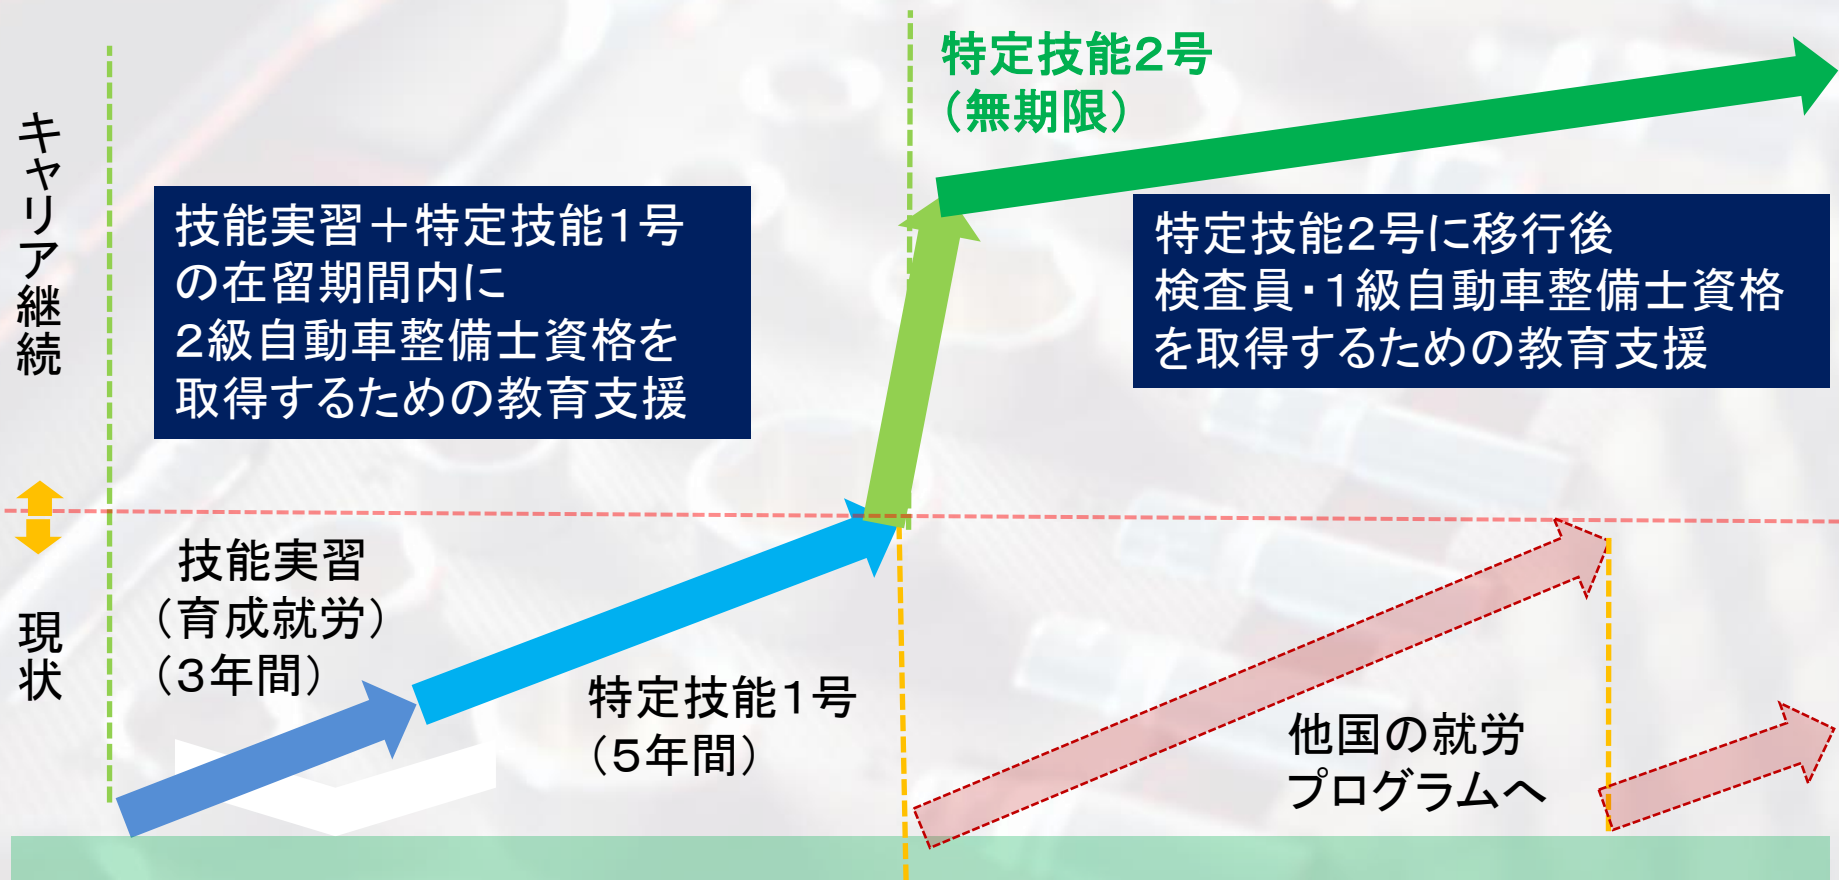 キャリア継続
現状
技能実習＋特定技能１号
の在留期間内に
２級自動車整備士資格を
取得するための教育支援
特定技能２号
（無期限）
特定技能２号に移行後
検査員・１級自動車整備士資格
を取得するための教育支援
技能実習
（育成就労）
（３年間）
特定技能１号
（５年間）
他国の就労
プログラムへ